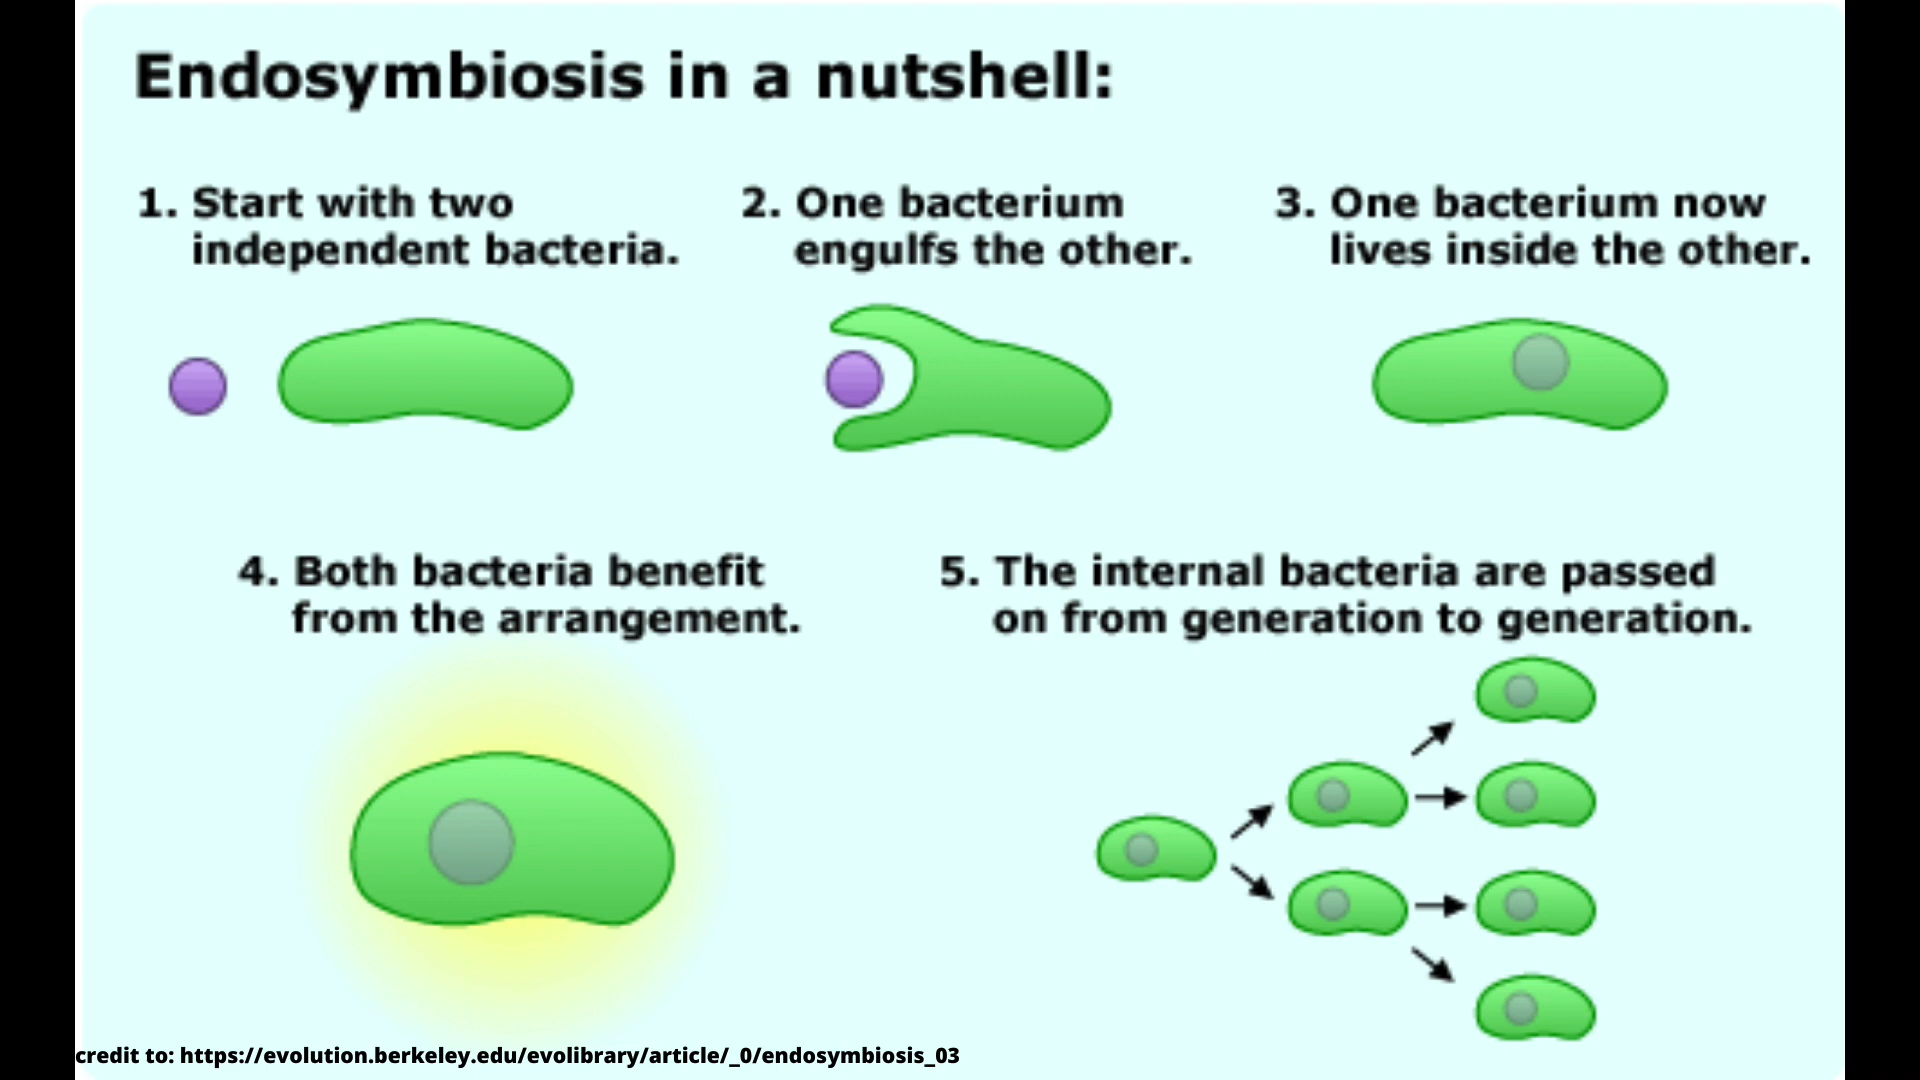 Endosymbiosis in a nutshell:
1. Start with two
independent bacteria.
2. One bacterium
engulfs the other.
3. One bacterium now
lives inside the other.
4. Both bacteria benefit
from the arrangement.
5. The internal bacteria are passed
on from generation to generation.
credit to: https://evolution.berkeley.edu/evolibrary/article/_0/endosymbiosis_03